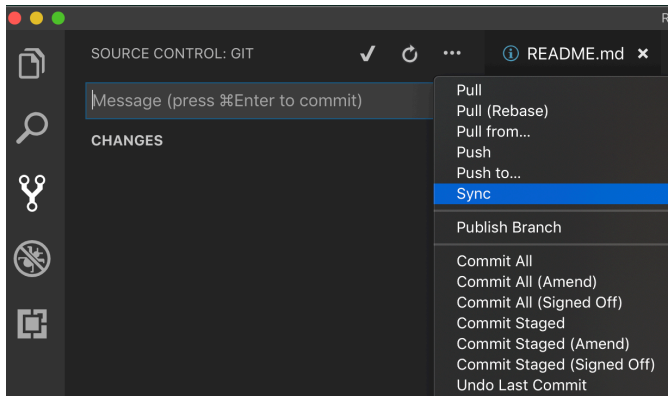 R
SOURCE CONTROL: GIT
README.md
Message (press ⌘Enter to commit)
CHANGES
Pull
Pull (Rebase)
Pull from...
Push
Push to...
Sync
Publish Branch
Commit All
Commit All (Amend)
Commit All (Signed Off)
Commit Staged
Commit Staged (Amend)
Commit Staged (Signed Off)
Undo Last Commit